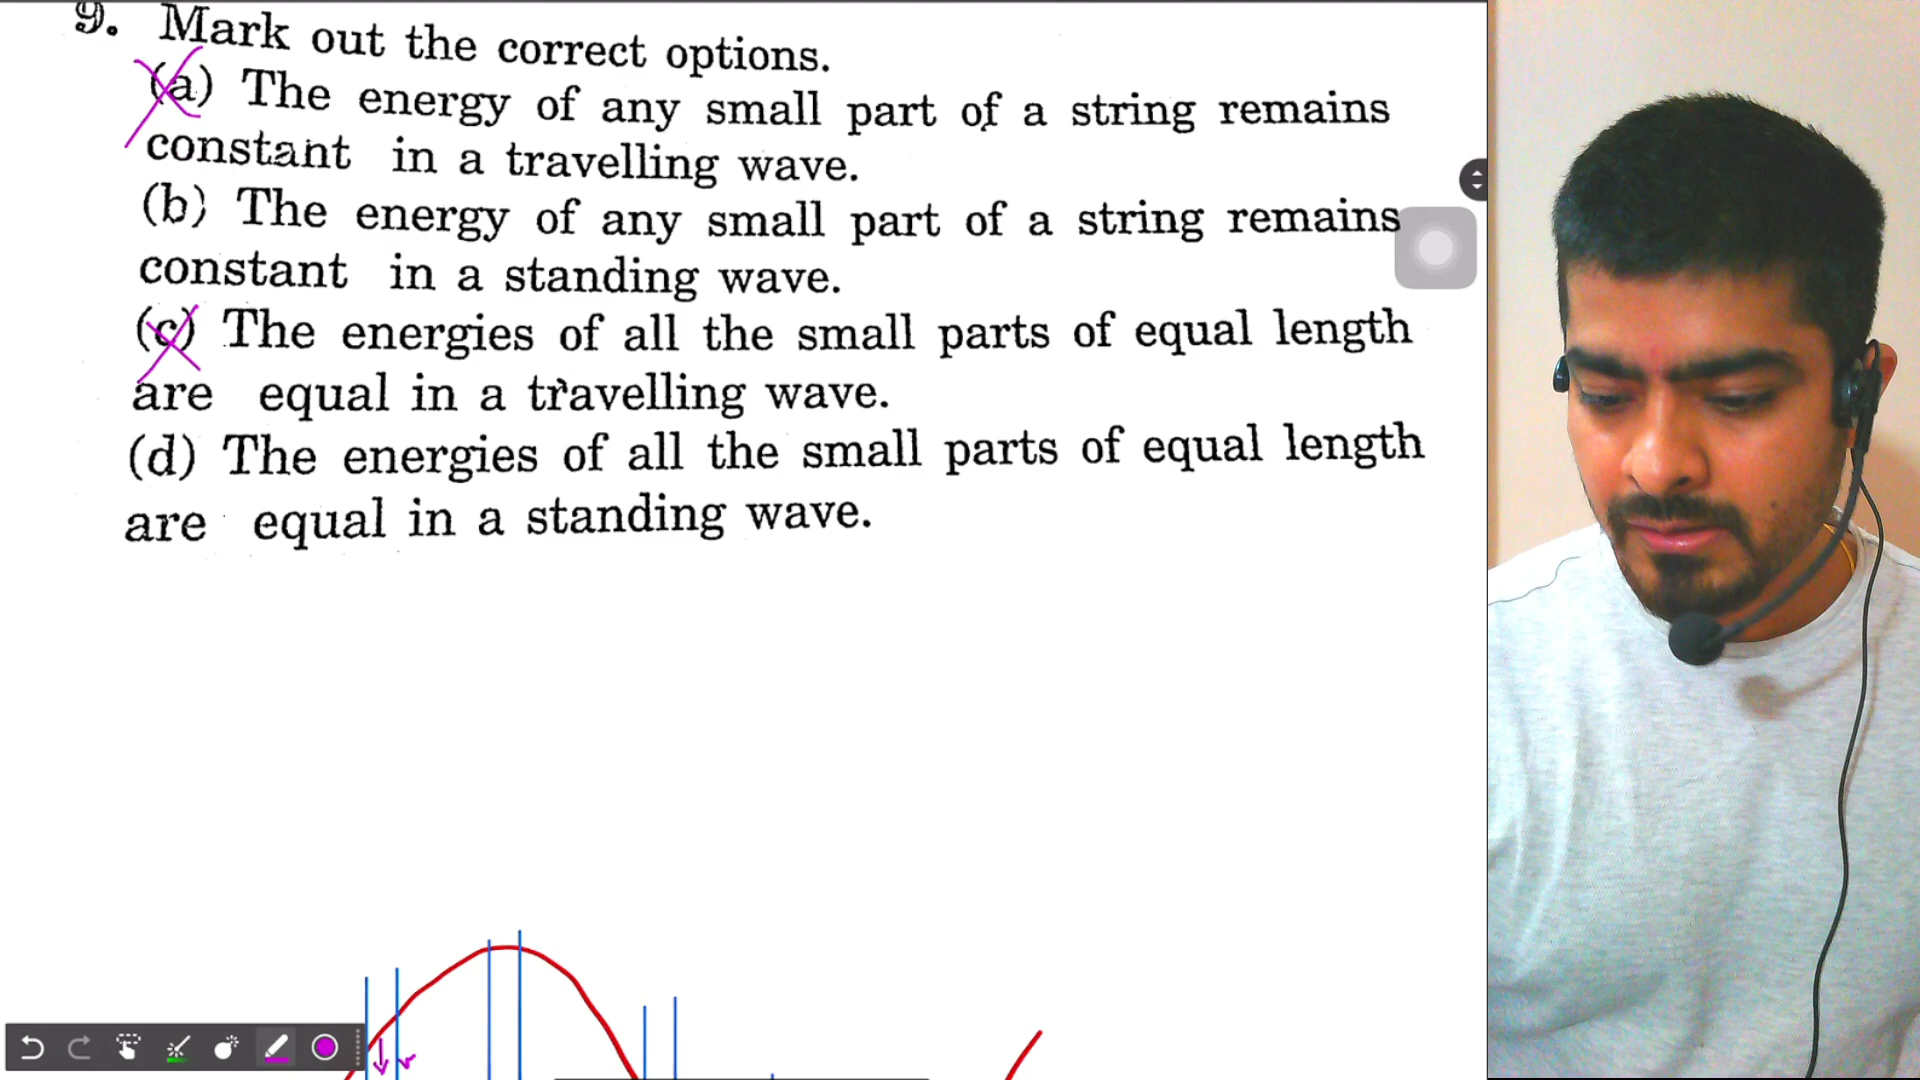 9. Mark out the correct options.
(a) The energy of any small part of a string remains
constant in a travelling wave.
(b) The energy of any small part of a string remains
constant in a standing wave.
(c) The energies of all the small parts of equal length
are equal in a travelling wave.
(d) The energies of all the small parts of equal length
are equal in a standing wave.